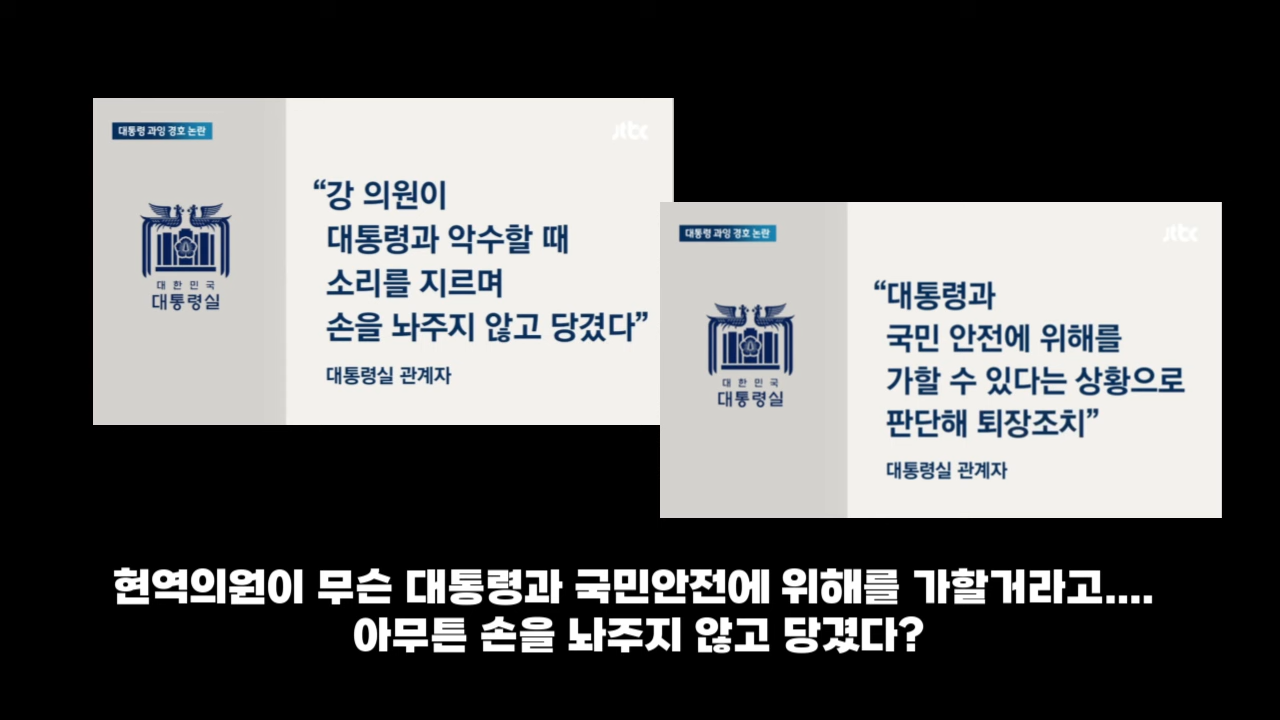 대통령 과잉 경호 논란
jtbc
“강 의원이
대통령과 악수할 때
소리를 지르며
손을 놔주지 않고 당겼다”
대통령실 관계자
대한민국
대통령실
대통령 과잉 경호 논란
jtbc
“대통령과
국민 안전에 위해를
가할 수 있다는 상황으로
판단해 퇴장조치”
대통령실 관계자
대한민국
대통령실
현역의원이 무슨 대통령과 국민안전에 위해를 가할거라고....
아무튼 손을 놔주지 않고 당겼다?